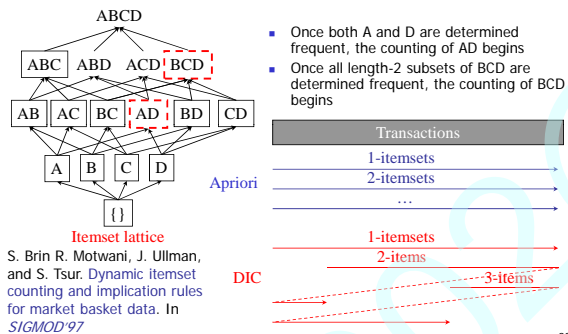 ABCD
ABC ABD ACD BCD
AB AC BC AD BD CD
A B C D
{}
Itemset lattice
S. Brin R. Motwani, J. Ullman,
and S. Tsur. Dynamic itemset
counting and implication rules
for market basket data. In
SIGMOD'97
▪ Once both A and D are determined
frequent, the counting of AD begins
▪ Once all length-2 subsets of BCD are
determined frequent, the counting of BCD
begins
Transactions
1-itemsets
Apriori
2-itemsets
…
1-itemsets
2-items
DIC
3-items